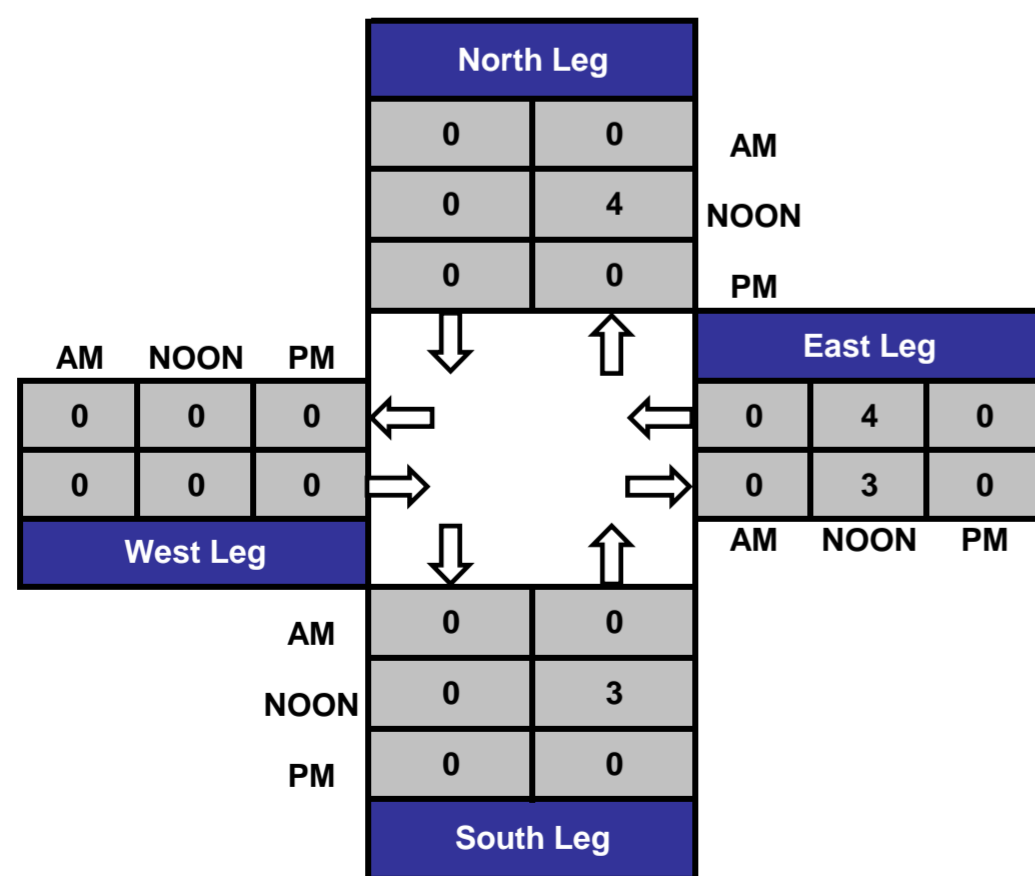 North Leg
0 0 AM
0 4 NOON
0 0 PM
East Leg
AM NOON PM
0 0 0
0 4 0
0 0 0
0 3 0
West Leg
AM NOON PM
AM 0 0
NOON 0 3
PM 0 0
South Leg